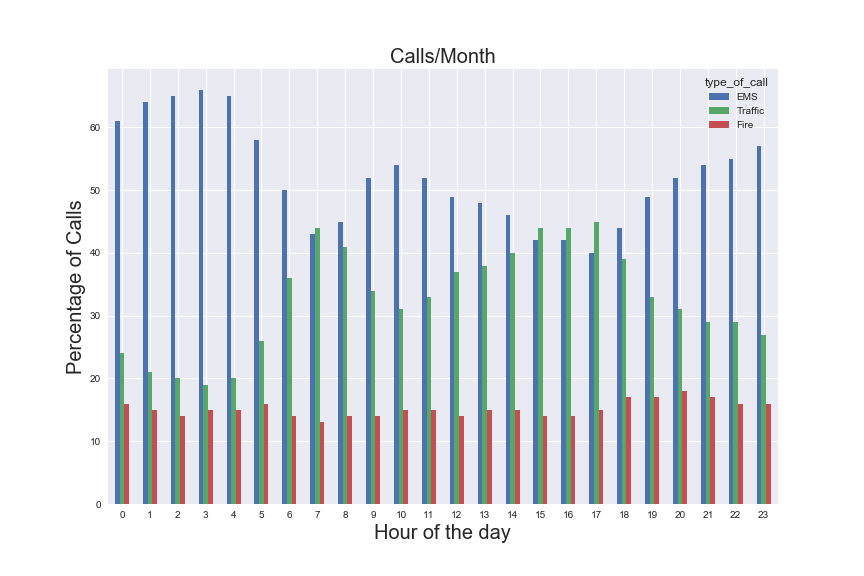 Calls/Month
type_of_call
EMS
Traffic
Fire
Percentage of Calls
60
50
40
30
20
10
0
0 1 2 3 4 5 6 7 8 9 10 11 12 13 14 15 16 17 18 19 20 21 22 23
Hour of the day